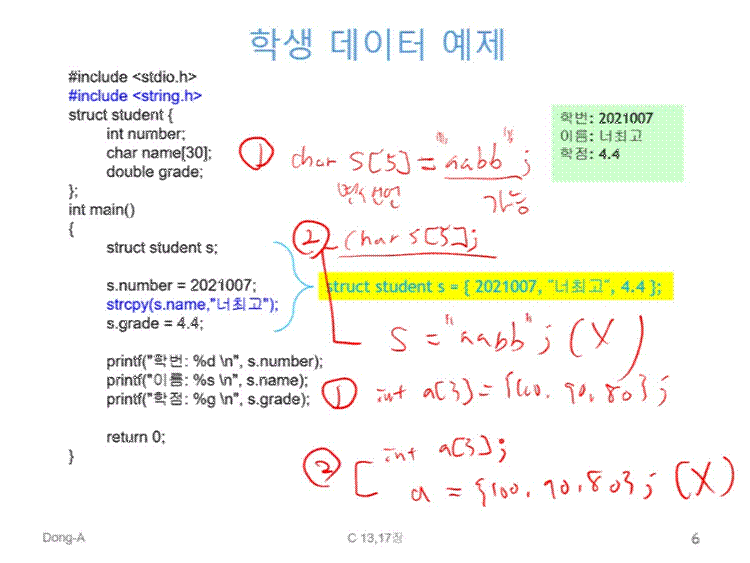 학생 데이터 예제
#include <stdio.h>
#include <string.h>
struct student {
int number;
char name[30];
double grade;
};
int main()
{
struct student s;
s.number = 2021007;
strcpy(s.name,"너최고");
s.grade = 4.4;
printf("학번: %d \n", s.number);
printf("이름: %s \n", s.name);
printf("학점: %g \n", s.grade);
return 0;
}
학번: 2021007
이름: 너최고
학점: 4.4
① char S[5] = "aabb";
변수선언 가능
② char s[5];
struct student s = { 2021007, "너최고", 4.4 };
S = "aabb"; (X)
① int a[3] = {100, 90, 80};
② int a[3];
a = {100, 90, 80}; (X)
Dong-A
C 13,17장
6